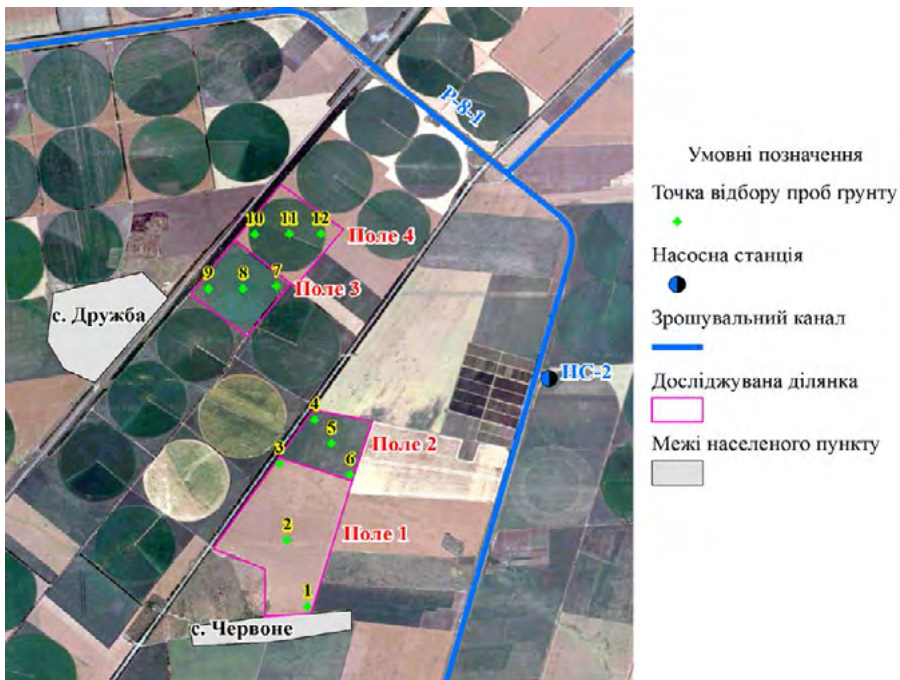 Р-8-1
10 11 12
Поле 4
9 8 7
Поле 3
с. Дружба
НС-2
4
5
Поле 2
3
6
Поле 1
2
1
с. Червоне
Умовні позначення
Точка відбору проб грунту
Насосна станція
Зрошувальний канал
Досліджувана ділянка
Межі населеного пункту